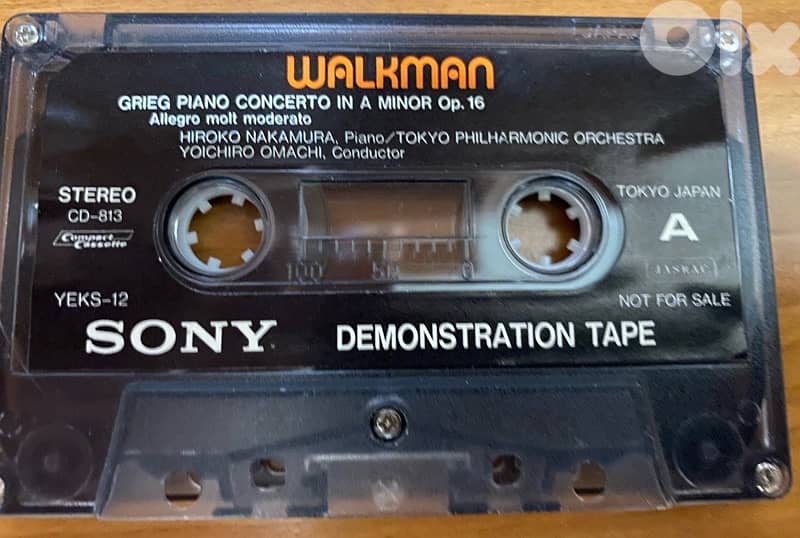 olx
WALKMAN
GRIEG PIANO CONCERTO IN A MINOR Op.16
Allegro molt moderato
HIROKO NAKAMURA, Piano/TOKYO PHILHARMONIC ORCHESTRA
YOICHIRO OMACHI, Conductor
STEREO
CD-813
Compact
Cassette
TOKYO JAPAN
A
JASRAC
100 50 0
YEKS-12
NOT FOR SALE
SONY DEMONSTRATION TAPE